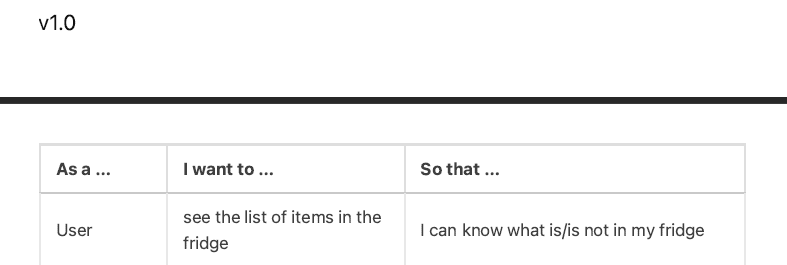 v1.0
As a ... I want to ... So that ...
User see the list of items in the fridge I can know what is/is not in my fridge